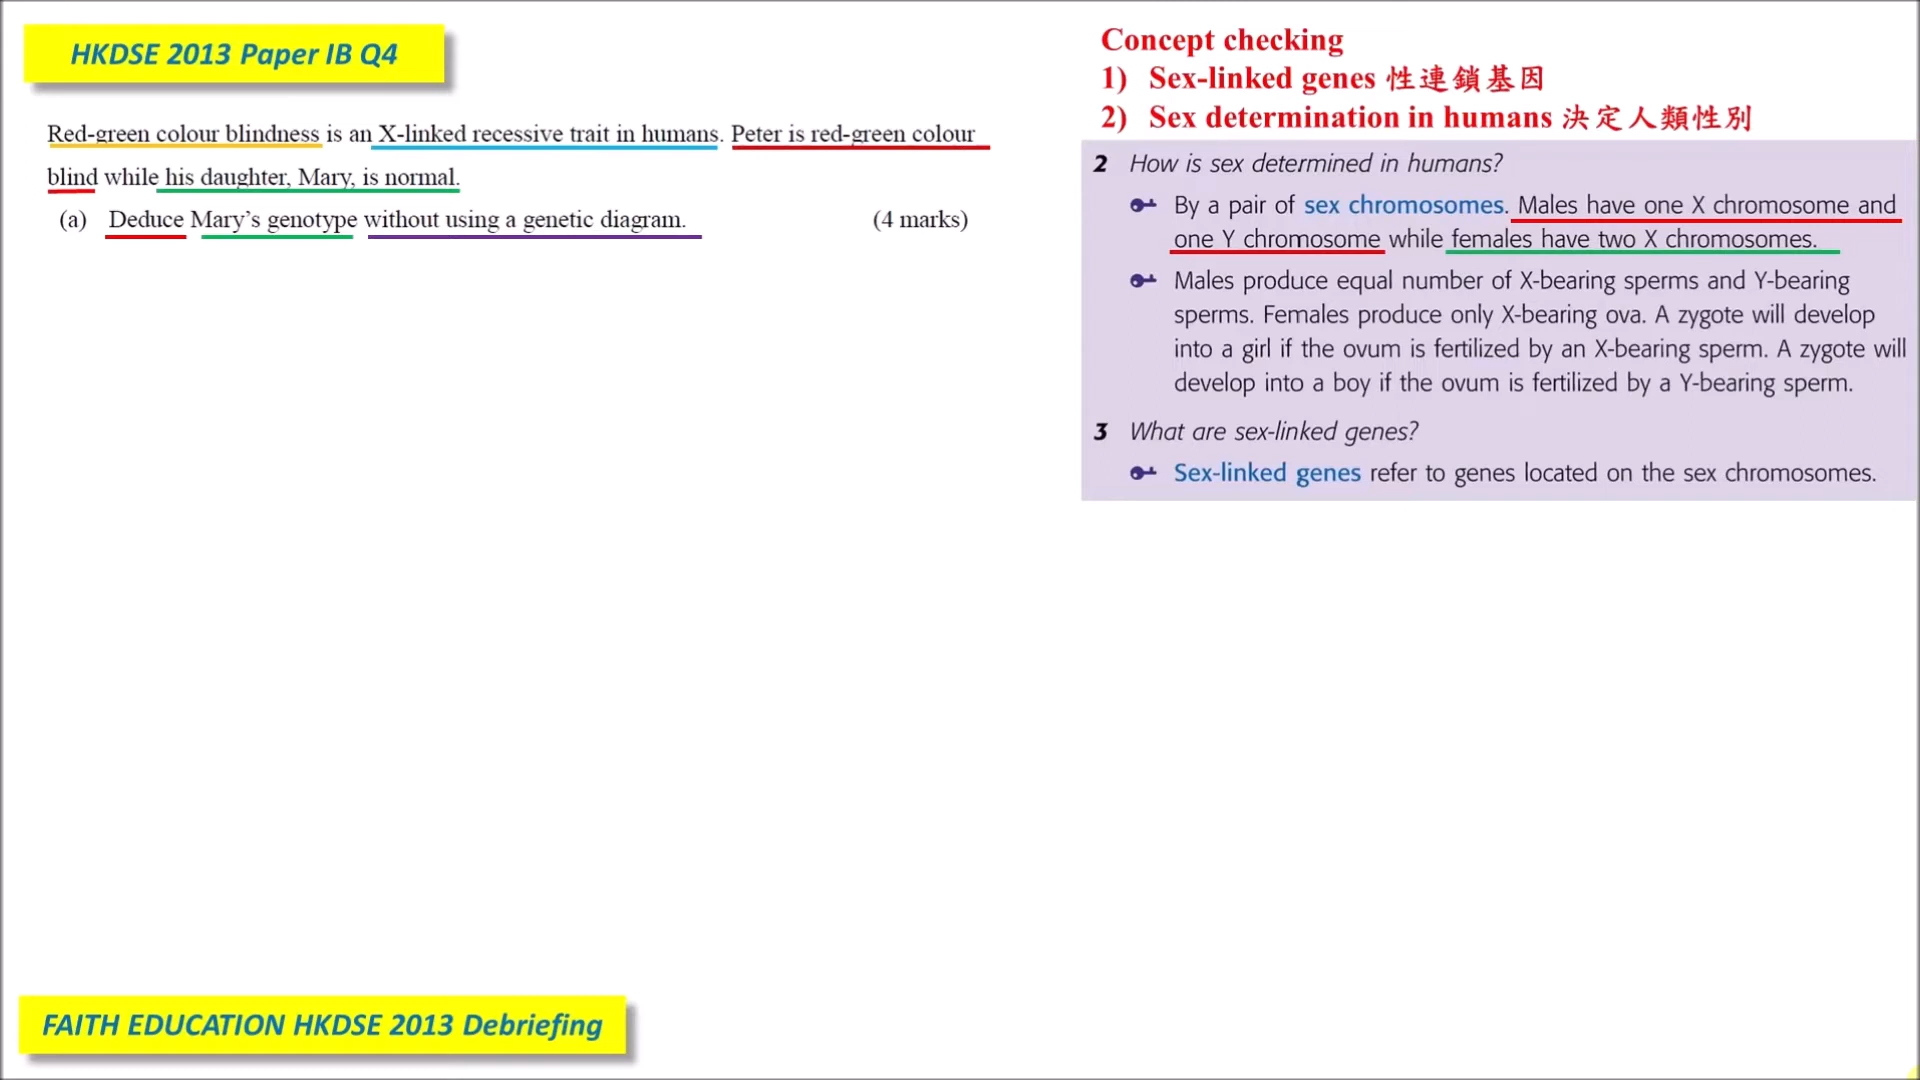 HKDSE 2013 Paper IB Q4
Red-green colour blindness is an X-linked recessive trait in humans. Peter is red-green colour
blind while his daughter, Mary, is normal.
(a) Deduce Mary's genotype without using a genetic diagram. (4 marks)
Concept checking
1) Sex-linked genes 性連鎖基因
2) Sex determination in humans 決定人類性別
2 How is sex determined in humans?
By a pair of sex chromosomes. Males have one X chromosome and
one Y chromosome while females have two X chromosomes.
Males produce equal number of X-bearing sperms and Y-bearing
sperms. Females produce only X-bearing ova. A zygote will develop
into a girl if the ovum is fertilized by an X-bearing sperm. A zygote will
develop into a boy if the ovum is fertilized by a Y-bearing sperm.
3 What are sex-linked genes?
Sex-linked genes refer to genes located on the sex chromosomes.
FAITH EDUCATION HKDSE 2013 Debriefing